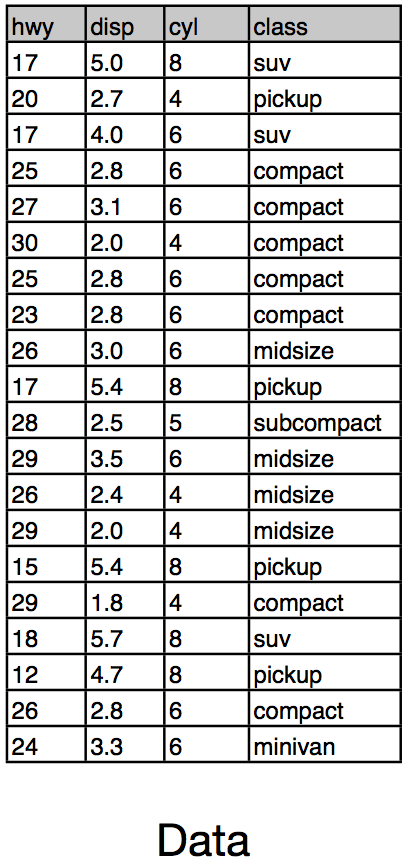 hwy disp cyl class
17 5.0 8 suv
20 2.7 4 pickup
17 4.0 6 suv
25 2.8 6 compact
27 3.1 6 compact
30 2.0 4 compact
25 2.8 6 compact
23 2.8 6 compact
26 3.0 6 midsize
17 5.4 8 pickup
28 2.5 5 subcompact
29 3.5 6 midsize
26 2.4 4 midsize
29 2.0 4 midsize
15 5.4 8 pickup
29 1.8 4 compact
18 5.7 8 suv
12 4.7 8 pickup
26 2.8 6 compact
24 3.3 6 minivan
Data